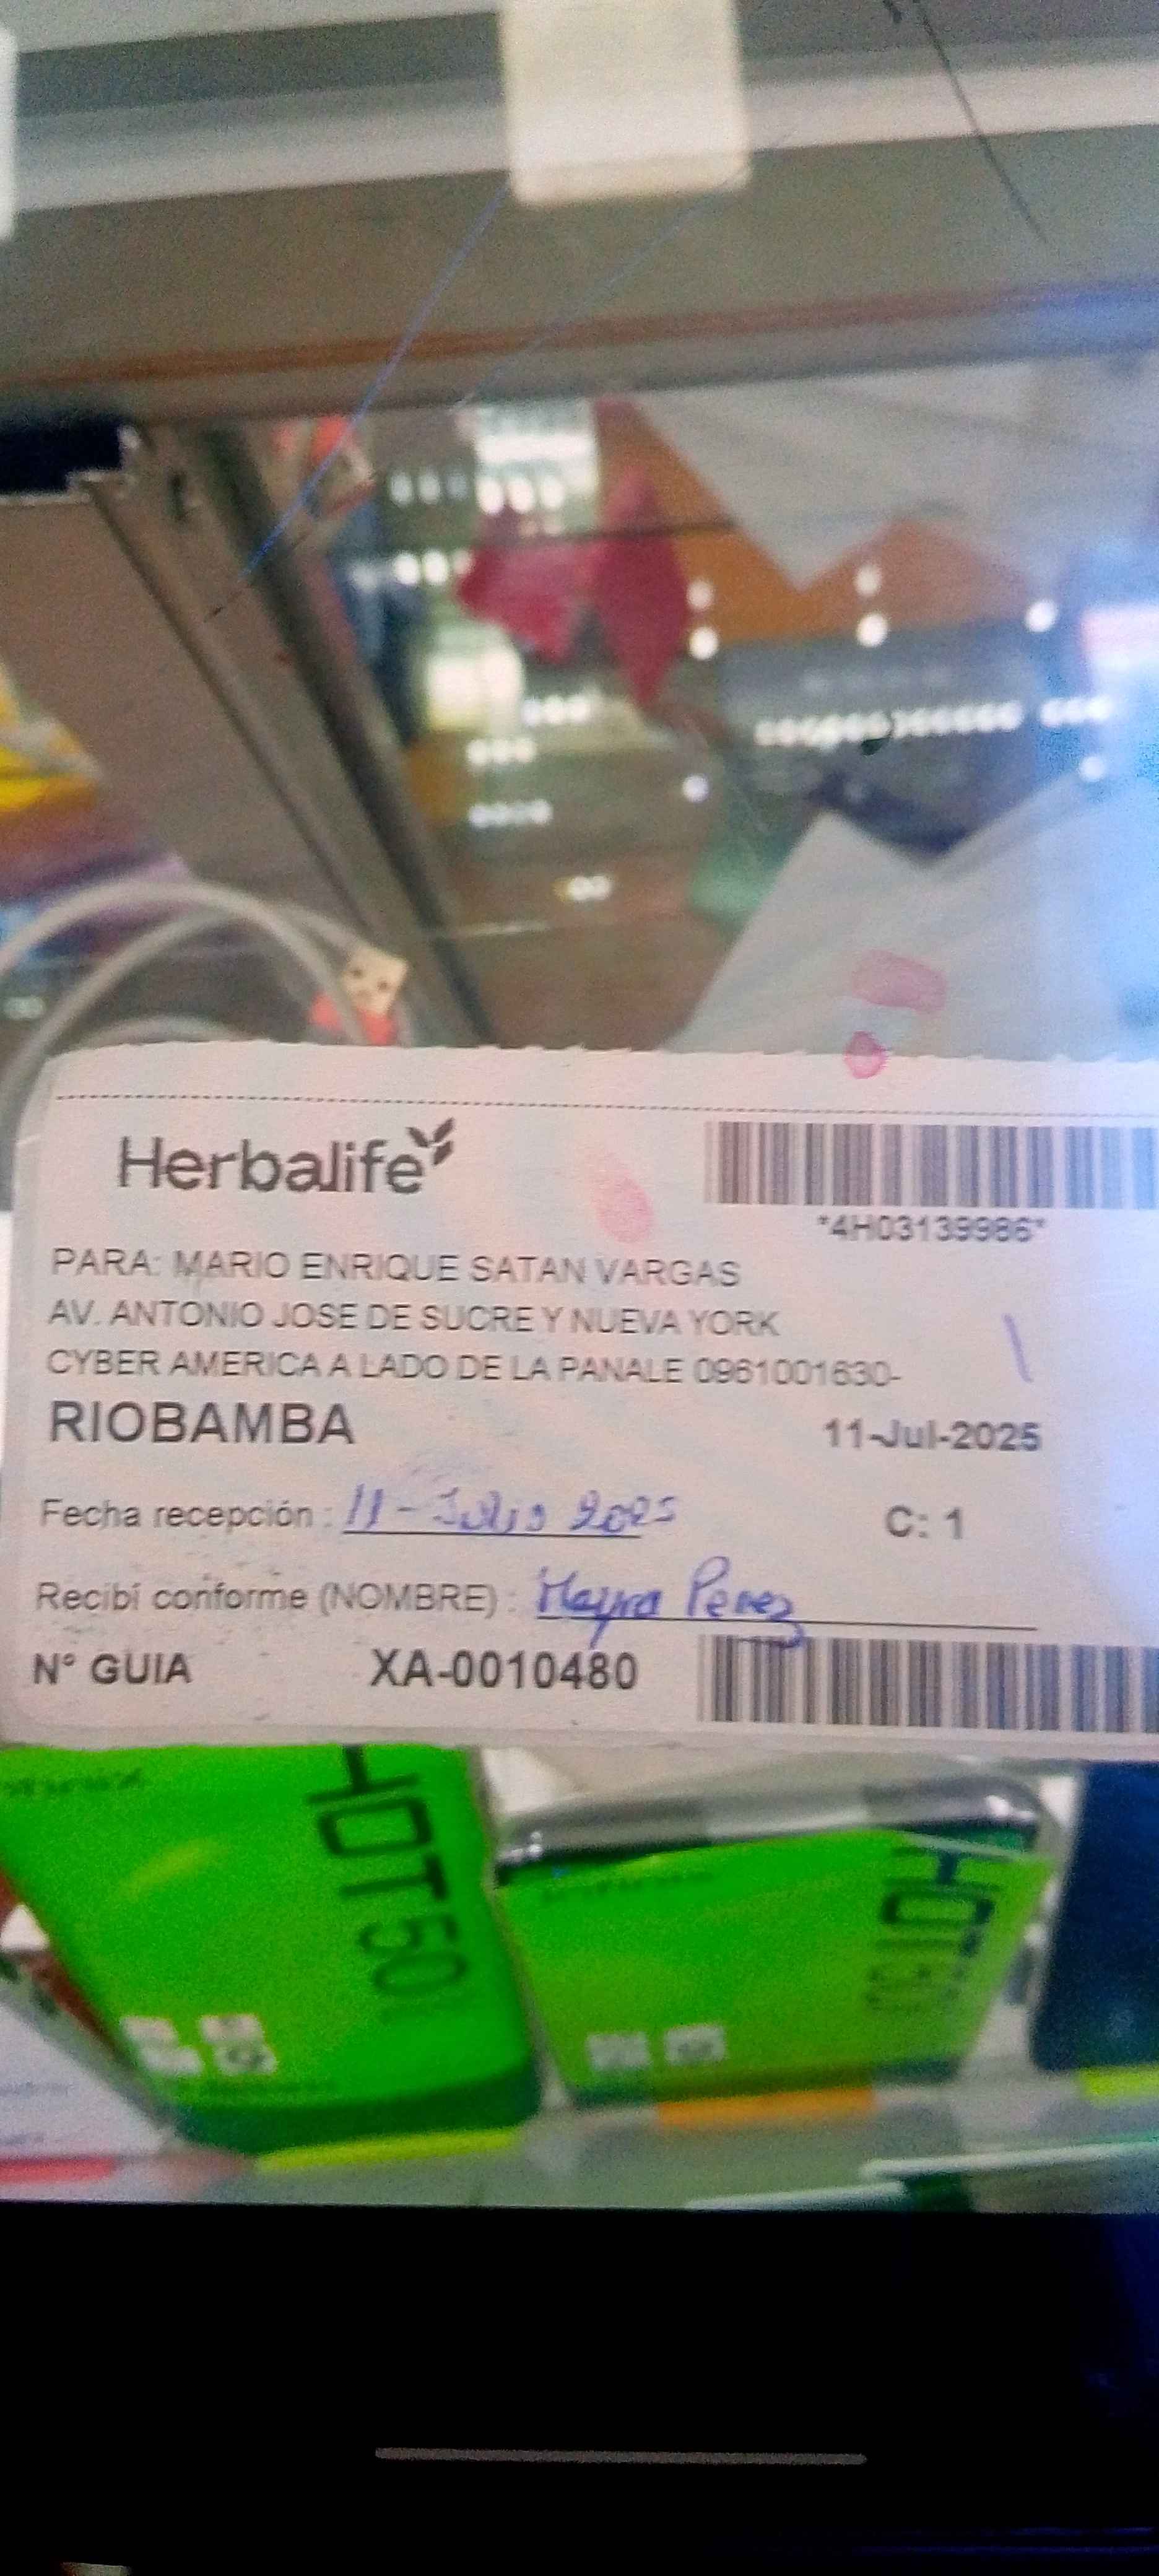 Herbalife
*4H03139986*
PARA: MARIO ENRIQUE SATAN VARGAS
AV. ANTONIO JOSE DE SUCRE Y NUEVA YORK
CYBER AMERICA A LADO DE LA PANALE 0961001630-
RIOBAMBA 11-Jul-2025
Fecha recepción : 11 - Julio 2025 C: 1
Recibí conforme (NOMBRE) : Mayra Perez
N° GUIA XA-0010480
HOT 50i
HOT